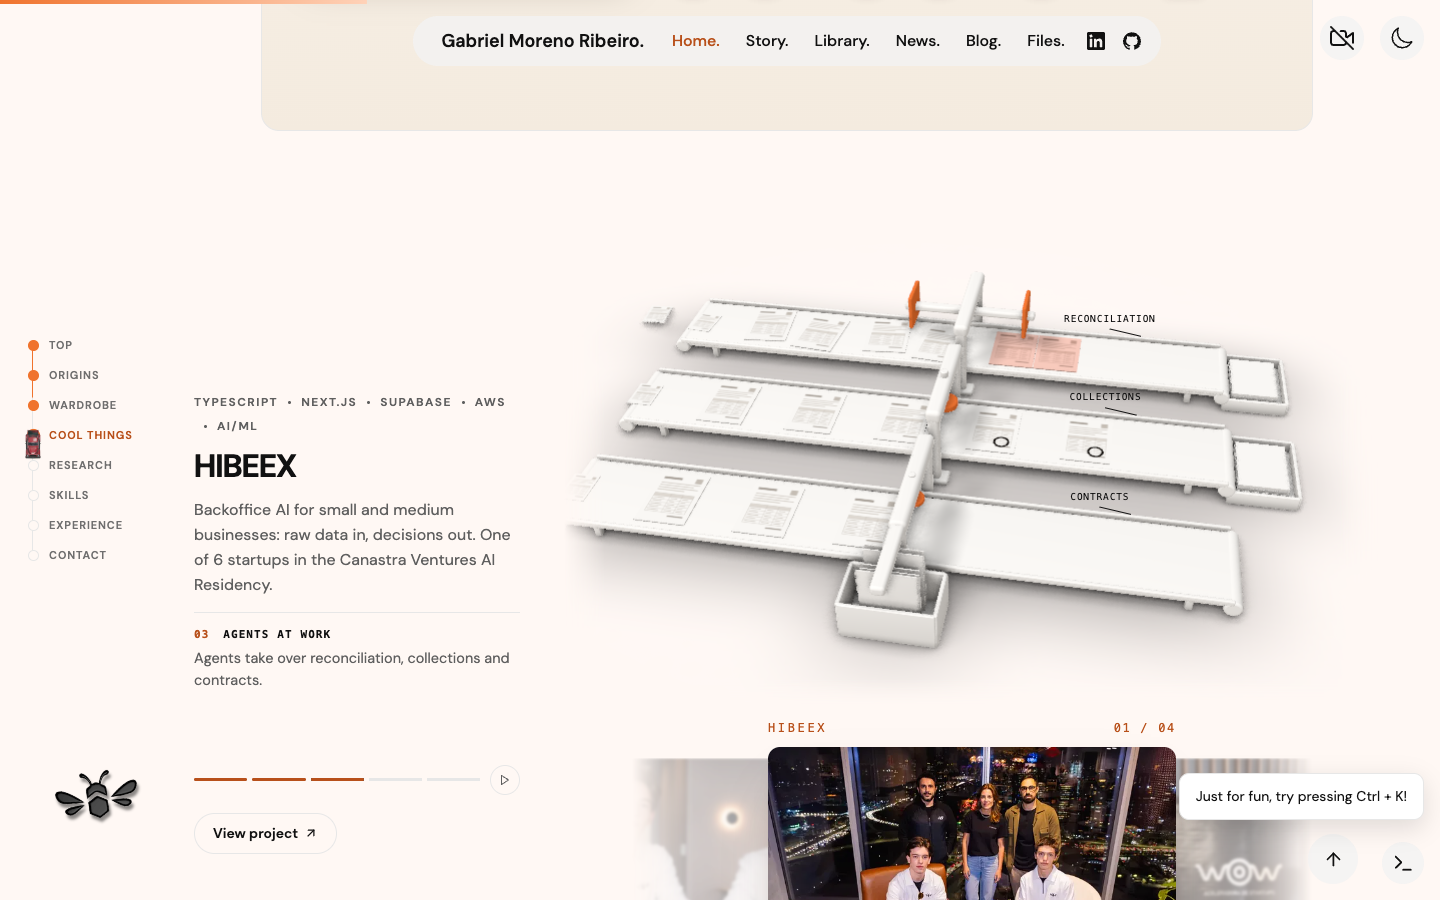 Gabriel Moreno Ribeiro. Home. Story. Library. News. Blog. Files.
TOP
ORIGINS
WARDROBE
COOL THINGS
RESEARCH
SKILLS
EXPERIENCE
CONTACT
TYPESCRIPT • NEXT.JS • SUPABASE • AWS
• AI/ML
HIBEEX
Backoffice AI for small and medium
businesses: raw data in, decisions out. One
of 6 startups in the Canastra Ventures AI
Residency.
03 AGENTS AT WORK
Agents take over reconciliation, collections and
contracts.
View project
RECONCILIATION
COLLECTIONS
CONTRACTS
HIBEEX 01 / 04
WOW
Just for fun, try pressing Ctrl + K!